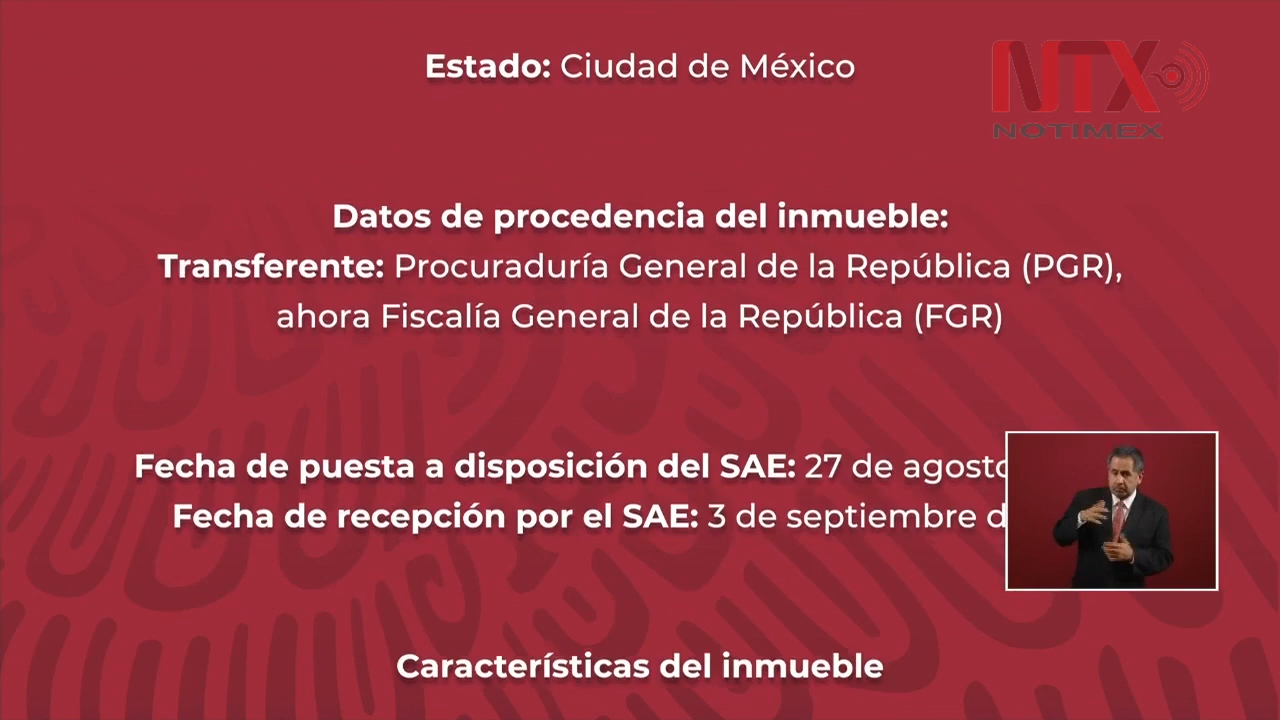 Estado: Ciudad de México
NTX
NOTIMEX
Datos de procedencia del inmueble:
Transferente: Procuraduría General de la República (PGR),
ahora Fiscalía General de la República (FGR)
Fecha de puesta a disposición del SAE: 27 de agosto
Fecha de recepción por el SAE: 3 de septiembre
Características del inmueble